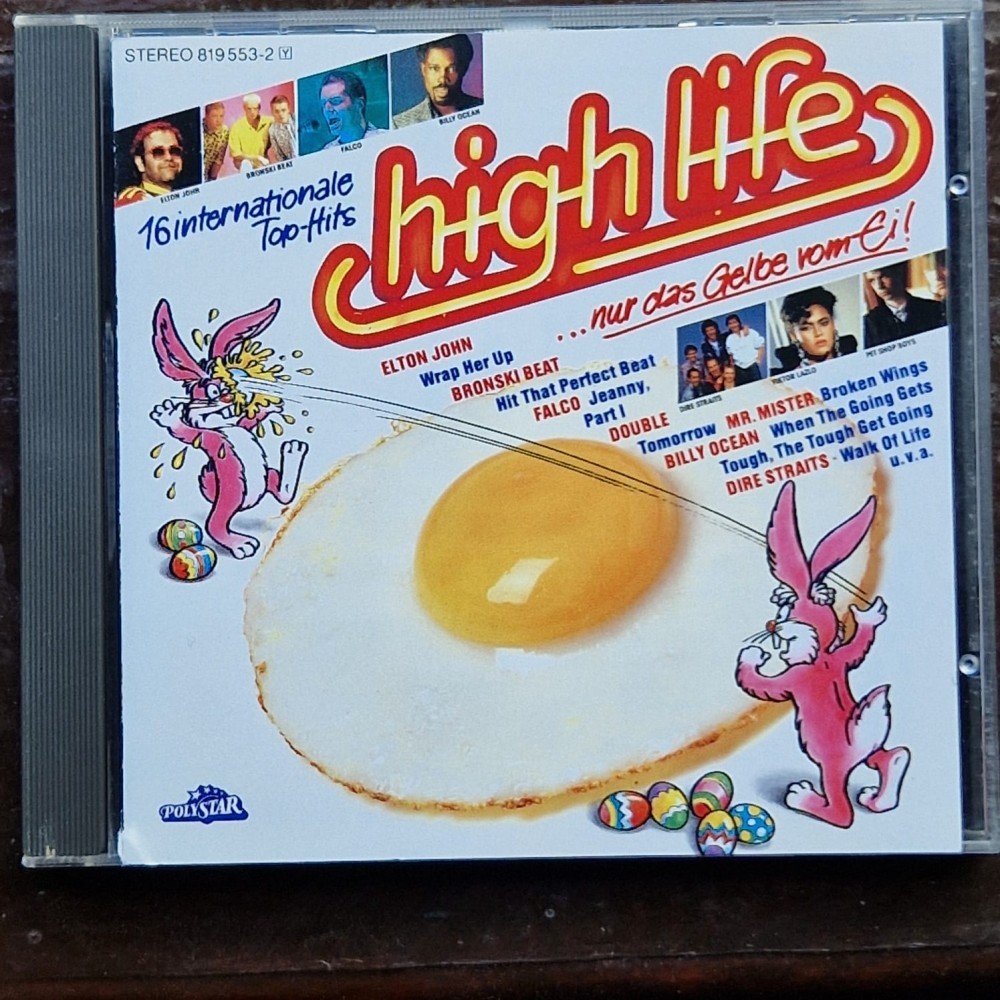 STEREO 819 553-2 Y
ELTON JOHN
BRONSKI BEAT
FALCO
BILLY OCEAN
high life
16 internationale
Top-Hits
...nur das Gelbe vom Ei!
DIRE STRAITS
VIKTOR LAZLO
PET SHOP BOYS
ELTON JOHN
Wrap Her Up
BRONSKI BEAT
Hit That Perfect Beat
FALCO Jeanny,
Part I
DOUBLE
Tomorrow MR. MISTER Broken Wings
BILLY OCEAN When The Going Gets
Tough, The Tough Get Going
DIRE STRAITS - Walk Of Life
u.v.a.
POLYSTAR